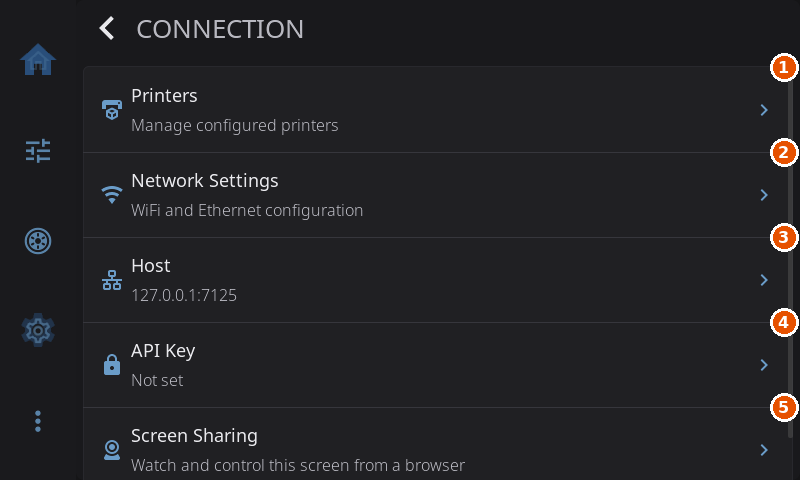 CONNECTION
1
Printers
Manage configured printers
2
Network Settings
WiFi and Ethernet configuration
3
Host
127.0.0.1:7125
4
API Key
Not set
5
Screen Sharing
Watch and control this screen from a browser